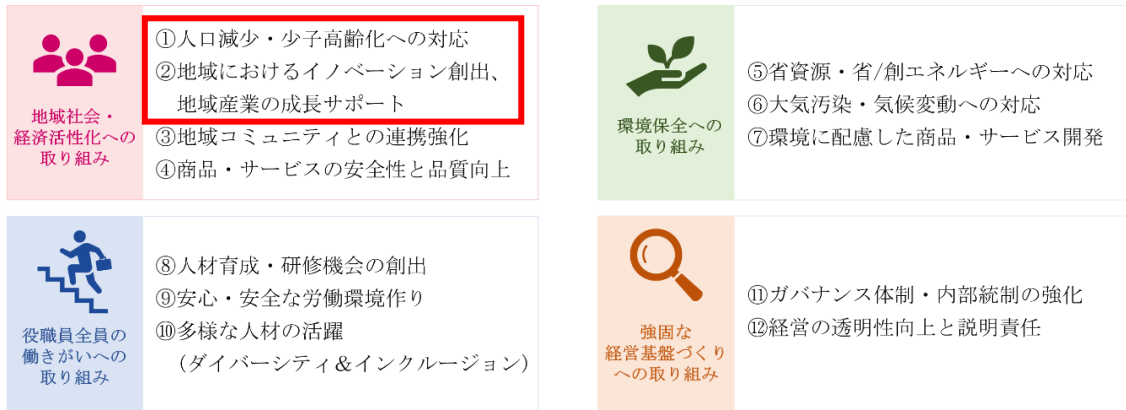 地域社会・
経済活性化への
取り組み
①人口減少・少子高齢化への対応
②地域におけるイノベーション創出、
地域産業の成長サポート
③地域コミュニティとの連携強化
④商品・サービスの安全性と品質向上
環境保全への
取り組み
⑤省資源・省/創エネルギーへの対応
⑥大気汚染・気候変動への対応
⑦環境に配慮した商品・サービス開発
役職員全員の
働きがいへの
取り組み
⑧人材育成・研修機会の創出
⑨安心・安全な労働環境作り
⑩多様な人材の活躍
（ダイバーシティ&インクルージョン）
強固な
経営基盤づくり
への取り組み
⑪ガバナンス体制・内部統制の強化
⑫経営の透明性向上と説明責任